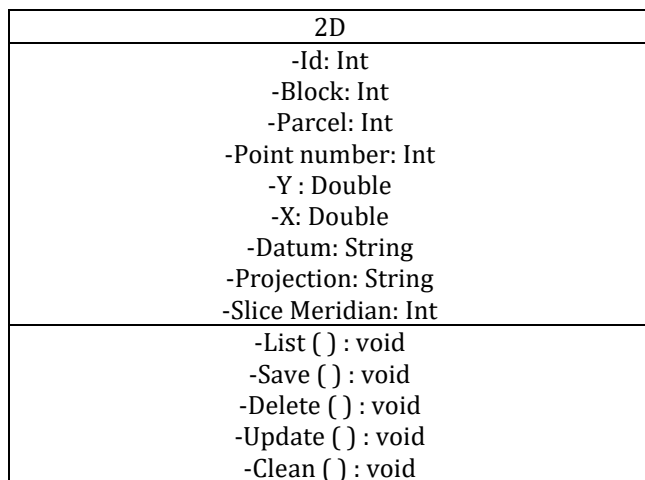 2D
-Id: Int
-Block: Int
-Parcel: Int
-Point number: Int
-Y : Double
-X: Double
-Datum: String
-Projection: String
-Slice Meridian: Int
-List ( ) : void
-Save ( ) : void
-Delete ( ) : void
-Update ( ) : void
-Clean ( ) : void